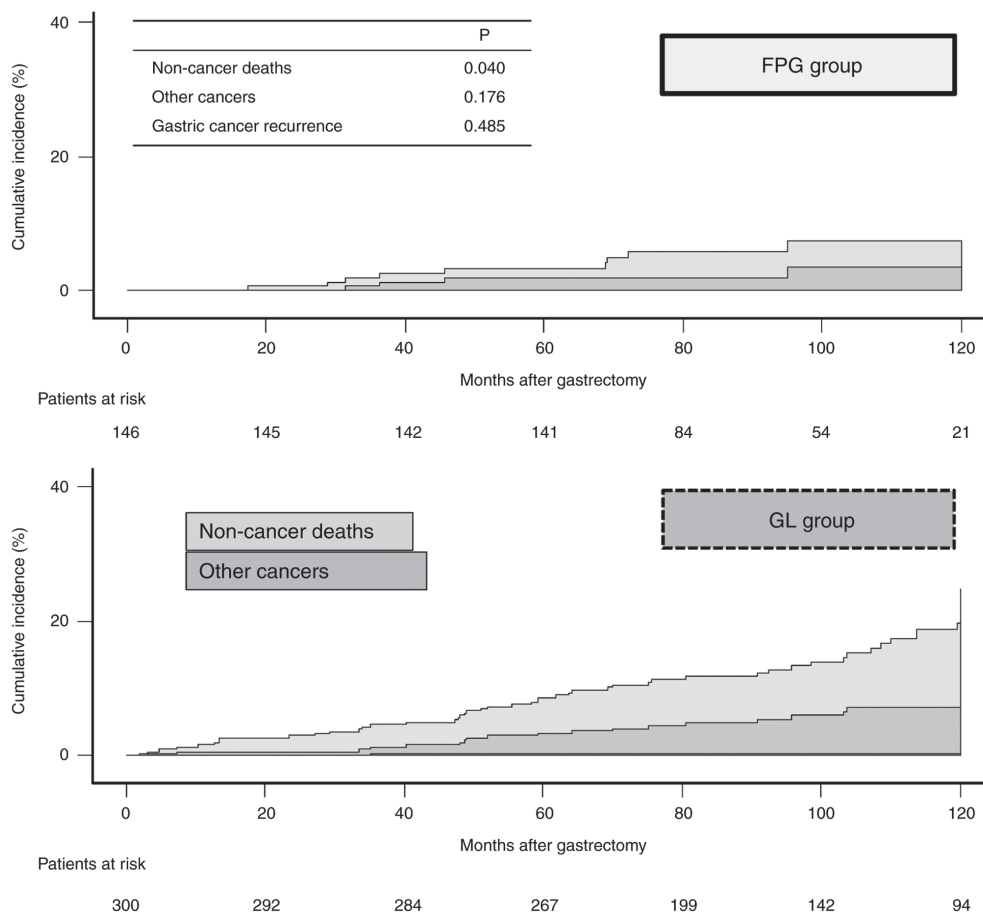 40
20
0
Cumulative incidence (%)
P
Non-cancer deaths 0.040
Other cancers 0.176
Gastric cancer recurrence 0.485
FPG group
0 20 40 60 80 100 120
Months after gastrectomy
Patients at risk
146 145 142 141 84 54 21
40
20
0
Cumulative incidence (%)
Non-cancer deaths
Other cancers
GL group
0 20 40 60 80 100 120
Months after gastrectomy
Patients at risk
300 292 284 267 199 142 94